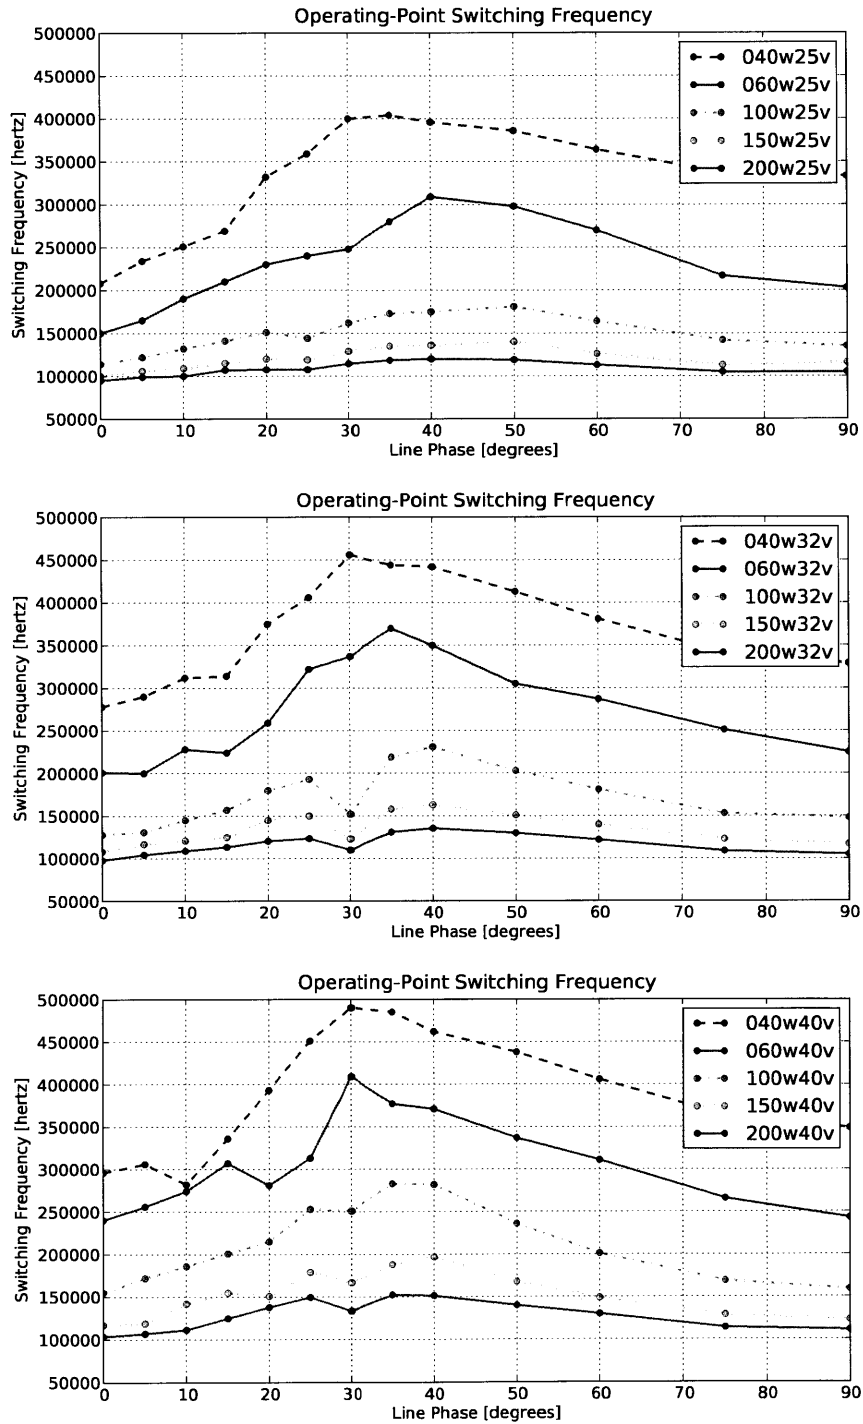 Operating-Point Switching Frequency
500000
450000
400000
350000
300000
250000
200000
150000
100000
50000
Switching Frequency [hertz]
040w25v
060w25v
100w25v
150w25v
200w25v
0 10 20 30 40 50 60 70 80 90
Line Phase [degrees]
Operating-Point Switching Frequency
500000
450000
400000
350000
300000
250000
200000
150000
100000
50000
Switching Frequency [hertz]
040w32v
060w32v
100w32v
150w32v
200w32v
0 10 20 30 40 50 60 70 80 90
Line Phase [degrees]
Operating-Point Switching Frequency
500000
450000
400000
350000
300000
250000
200000
150000
100000
50000
Switching Frequency [hertz]
040w40v
060w40v
100w40v
150w40v
200w40v
0 10 20 30 40 50 60 70 80 90
Line Phase [degrees]